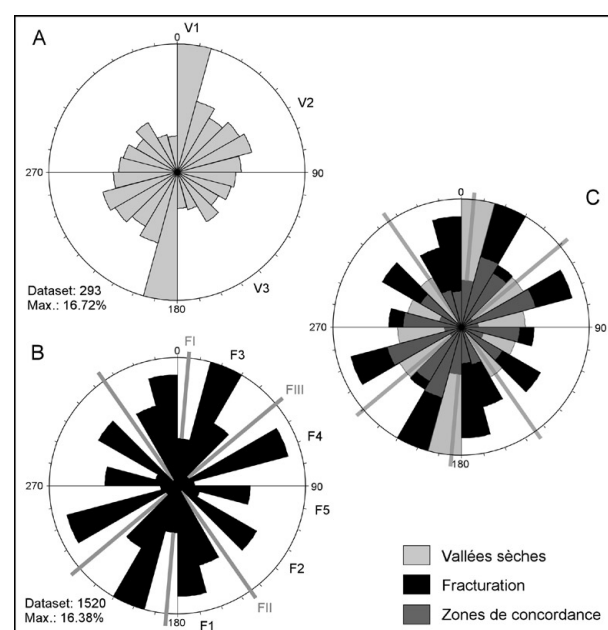 A
0
V1
V2
270
90
V3
180
Dataset: 293
Max.: 16.72%
B
0
FI
F3
FIII
F4
270
90
F5
F2
FII
F1
180
Dataset: 1520
Max.: 16.38%
C
0
270
90
180
Vallées sèches
Fracturation
Zones de concordance